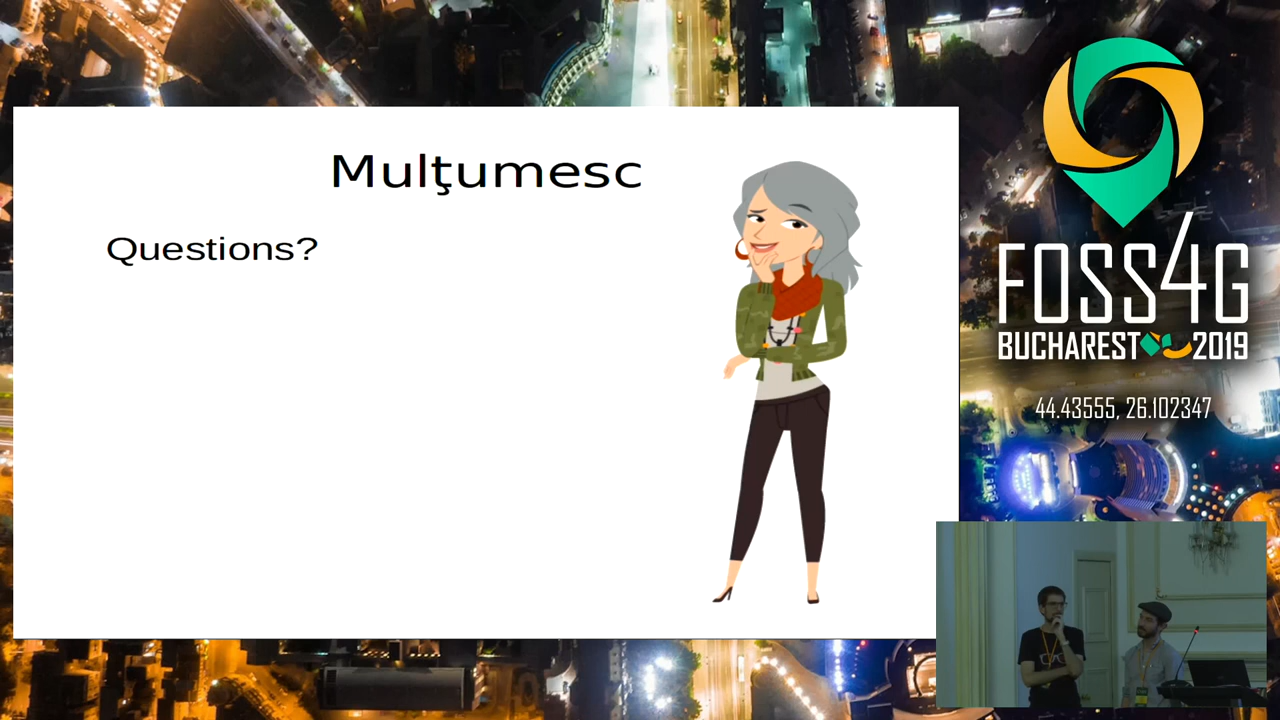 Mulţumesc
Questions?
FOSS4G
BUCHAREST 2019
44.43555, 26.102347